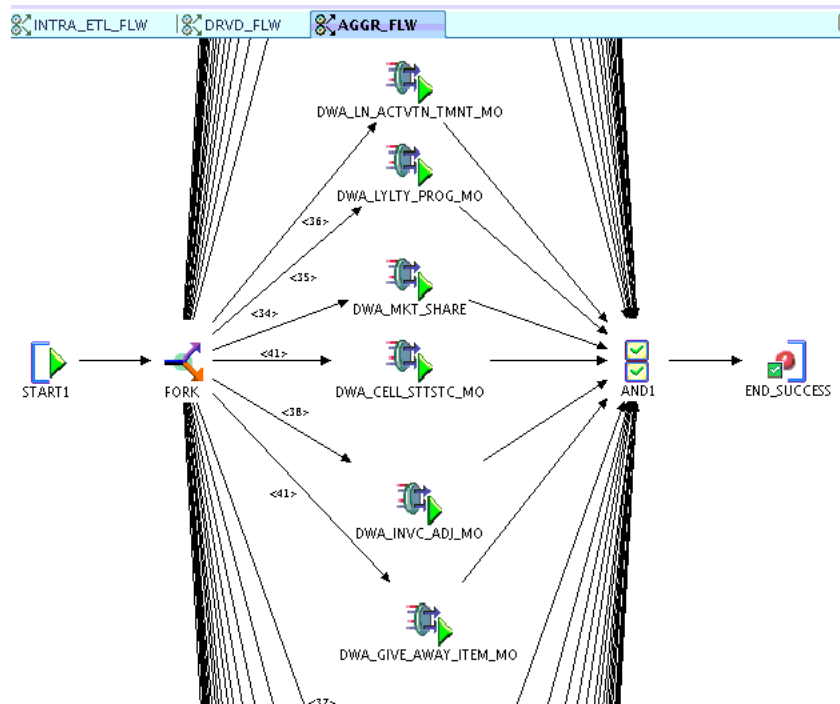 INTRA_ETL_FLW
DRVD_FLW
AGGR_FLW
DWA_LN_ACTVTN_TMNT_MO
DWA_LYLTY_PROG_MO
<36>
<35>
DWA_MKT_SHARE
<34>
<41>
START1
FORK
DWA_CELL_STTSTC_MO
AND1
END_SUCCESS
<38>
<41>
DWA_INVC_ADJ_MO
DWA_GIVE_AWAY_ITEM_MO